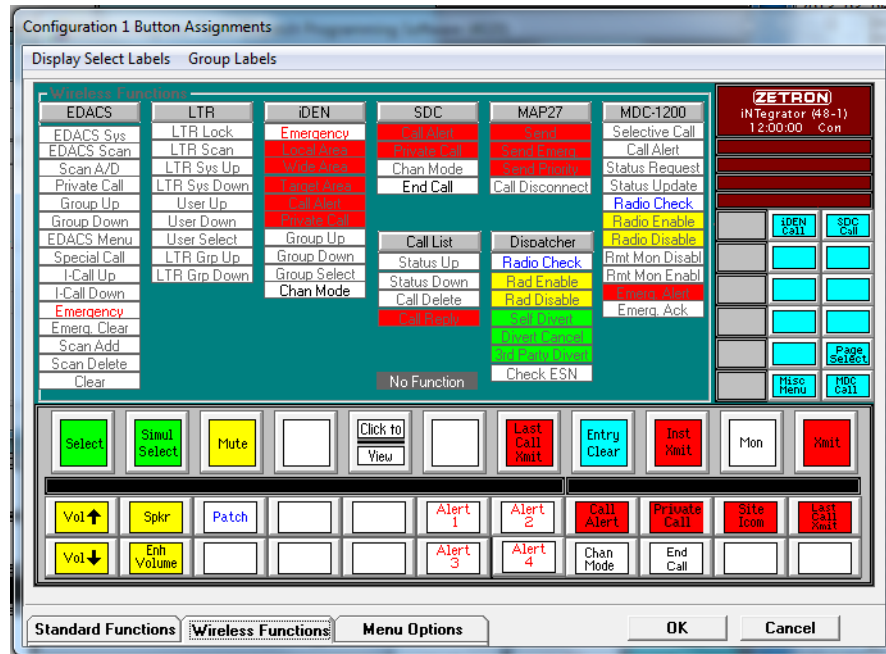 Configuration 1 Button Assignments
Display Select Labels Group Labels
Wireless Functions
EDACS
EDACS Sys
EDACS Scan
Scan A/D
Private Call
Group Up
Group Down
EDACS Menu
Special Call
I-Call Up
I-Call Down
Emergency
Emerg. Clear
Scan Add
Scan Delete
Clear
LTR
LTR Lock
LTR Scan
LTR Sys Up
LTR Sys Down
User Up
User Down
User Select
LTR Grp Up
LTR Grp Down
iDEN
Emergency
Local Area
Wide Area
Target Area
Call Alert
Private Call
Group Up
Group Down
Group Select
Chan Mode
SDC
Call Alert
Private Call
Chan Mode
End Call
Call List
Status Up
Status Down
Call Delete
Call Reply
No Function
MAP27
Send
Send Emerg
Send Priority
Call Disconnect
Dispatcher
Radio Check
Rad Enable
Rad Disable
Self Divert
Divert Cancel
3rd Party Divert
Check ESN
MDC-1200
Selective Call
Call Alert
Status Request
Status Update
Radio Check
Radio Enable
Radio Disable
Rmt Mon Disabl
Rmt Mon Enabl
Emerg. Alert
Emerg. Ack
ZETRON
iNTegrator (48-1)
12:00:00 Con
iDEN
Call
SDC
Call
Page
Select
Misc
Menu
MDC
Call
Select
Simul
Select
Mute
Click to
View
Last
Call
Xmit
Entry
Clear
Inst
Xmit
Mon
Xmit
Vol
Spkr
Patch
Alert
1
Alert
2
Call
Alert
Private
Call
Site
Icom
Last
Call
Xmit
Vol
Enh
Volume
Alert
3
Alert
4
Chan
Mode
End
Call
Standard Functions Wireless Functions Menu Options OK Cancel